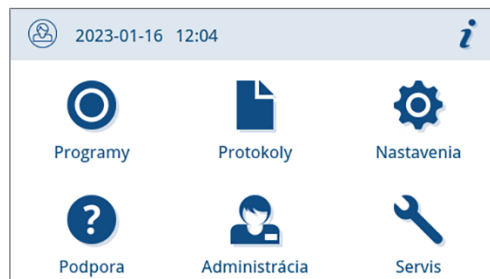 2023-01-16 12:04 i
Programy Protokoly Nastavenia
? 
Podpora Administrácia Servis